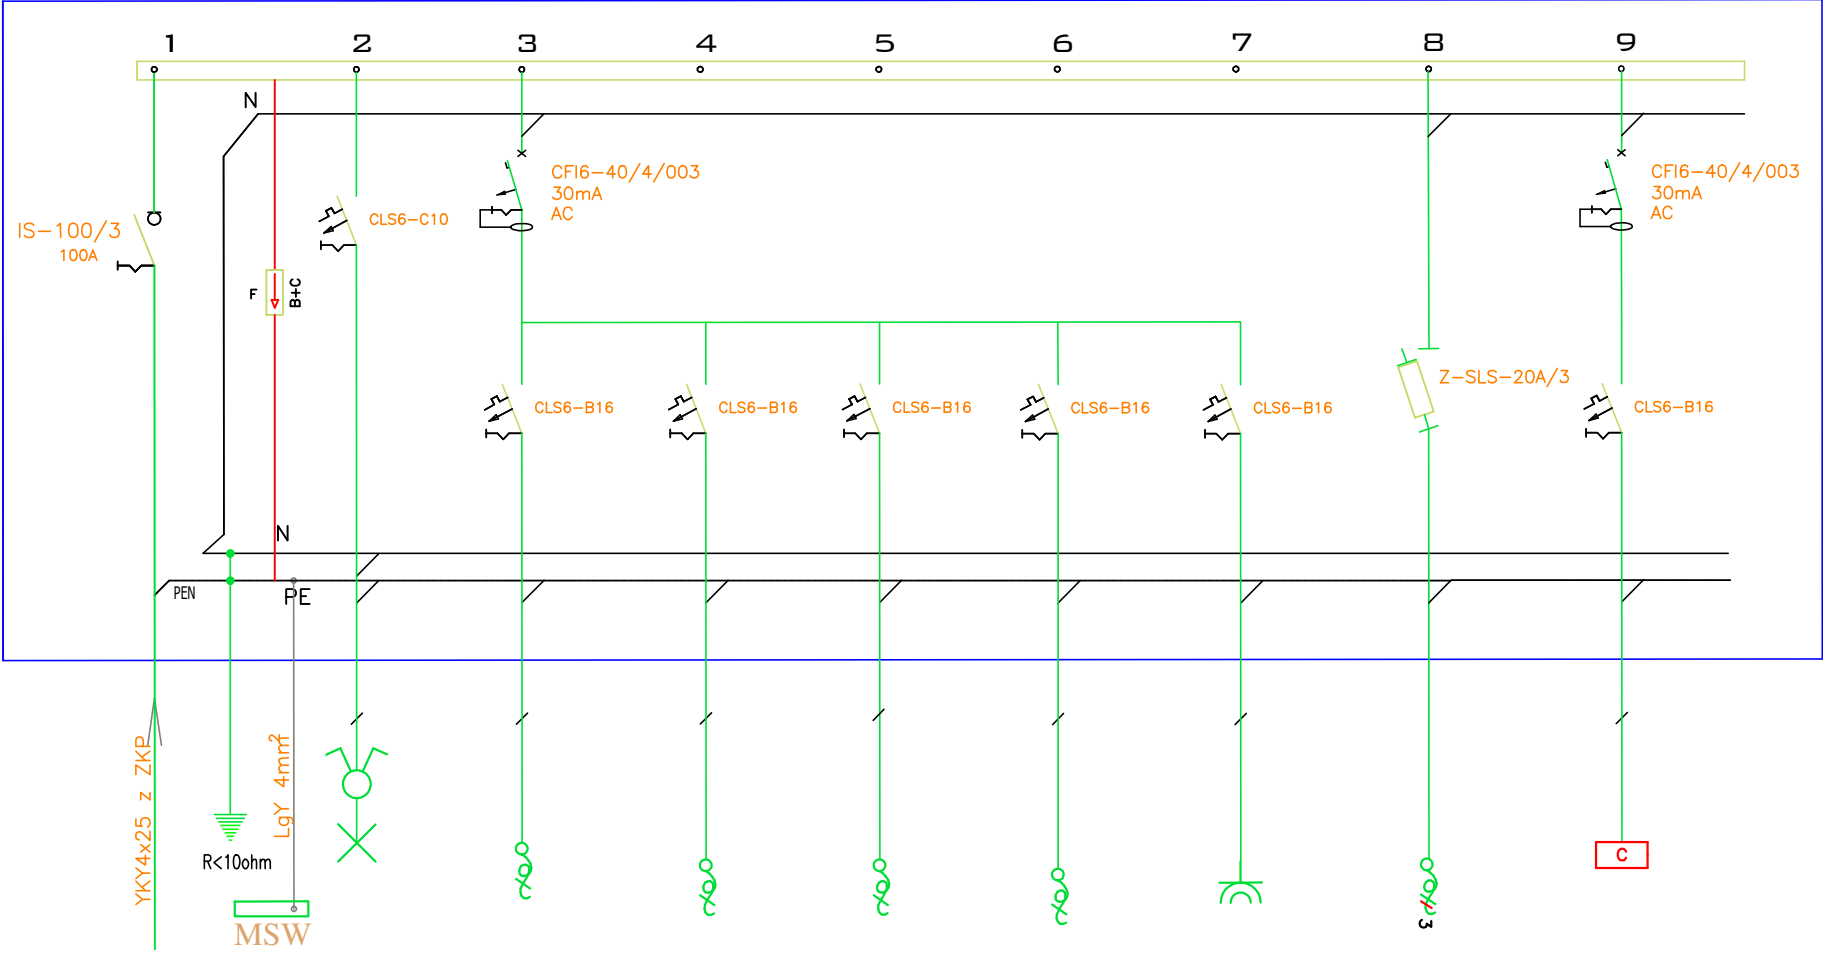 1 2 3 4 5 6 7 8 9
N
CFI6-40/4/003
30mA
AC
CFI6-40/4/003
30mA
AC
IS-100/3
100A
CLS6-C10
F
B+C
Z-SLS-20A/3
CLS6-B16
CLS6-B16
CLS6-B16
CLS6-B16
CLS6-B16
CLS6-B16
N
PEN
PE
YKY4x25 z ZKP
LgY 4mm²
R<10ohm
MSW
C
3